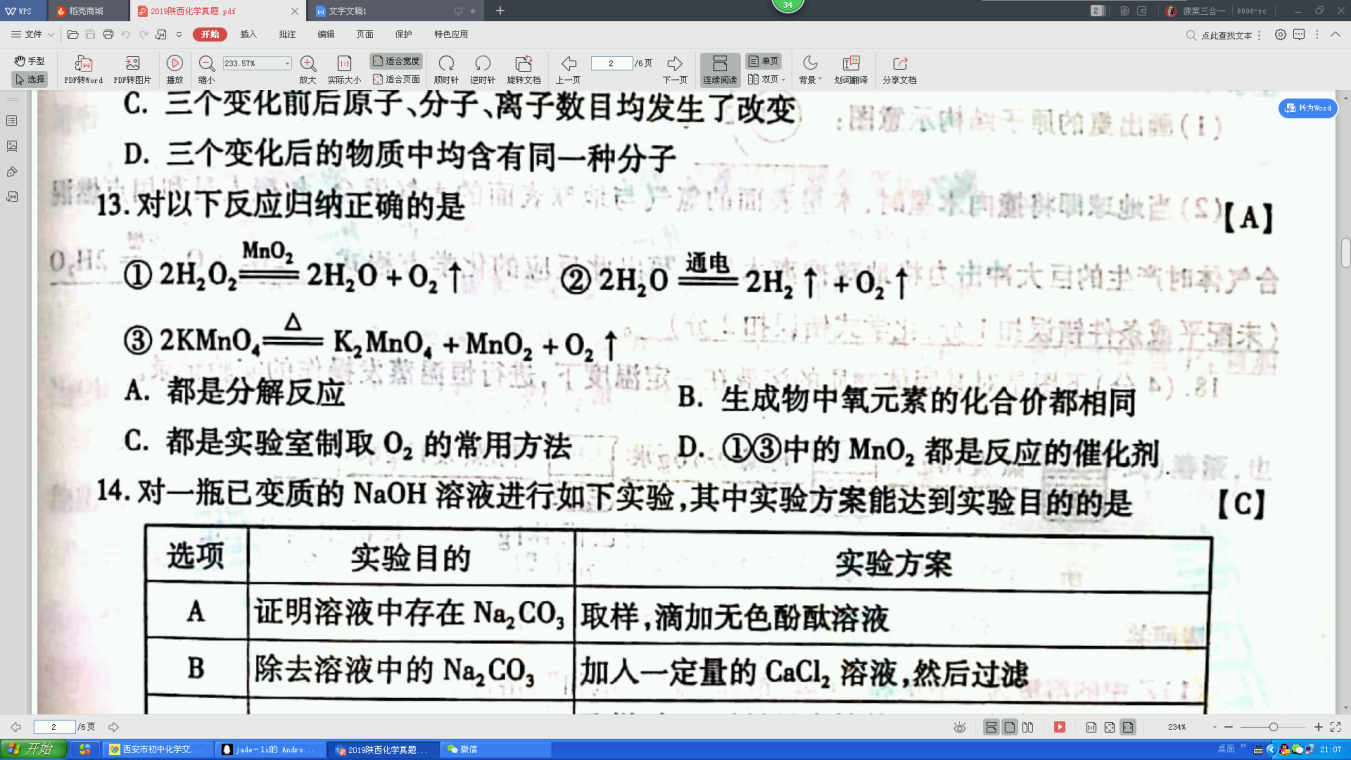 WPS 稻壳商城 2019陕西化学真题.pdf 文字文稿1 34 2
文件 开始 插入 批注 编辑 页面 保护 特色应用 点此查找文本
手型 选择 PDF转Word PDF转图片 播放 缩小 233.57% 放大 实际大小 适合宽度 适合页面 顺时针 逆时针 旋转文档 上一页 2 /6页 下一页 连续阅读 单页 双页 背景 划词翻译 分享文档
转为Word
C. 三个变化前后原子、分子、离子数目均发生了改变
D. 三个变化后的物质中均含有同一种分子
13. 对以下反应归纳正确的是 【A】
① 2H₂O₂ =MnO₂= 2H₂O + O₂↑ ② 2H₂O =通电= 2H₂↑ + O₂↑
③ 2KMnO₄ =△= K₂MnO₄ + MnO₂ + O₂↑
A. 都是分解反应 B. 生成物中氧元素的化合价都相同
C. 都是实验室制取 O₂ 的常用方法 D. ①③中的 MnO₂ 都是反应的催化剂
14. 对一瓶已变质的 NaOH 溶液进行如下实验,其中实验方案能达到实验目的的是 【C】
选项 实验目的 实验方案
A 证明溶液中存在 Na₂CO₃ 取样,滴加无色酚酞溶液
B 除去溶液中的 Na₂CO₃ 加入一定量的 CaCl₂ 溶液,然后过滤
2 /6页 234%
开始 西安市初中化学交... jade-li的 Andro... 2019陕西化学真题... 微信 桌面 21:07